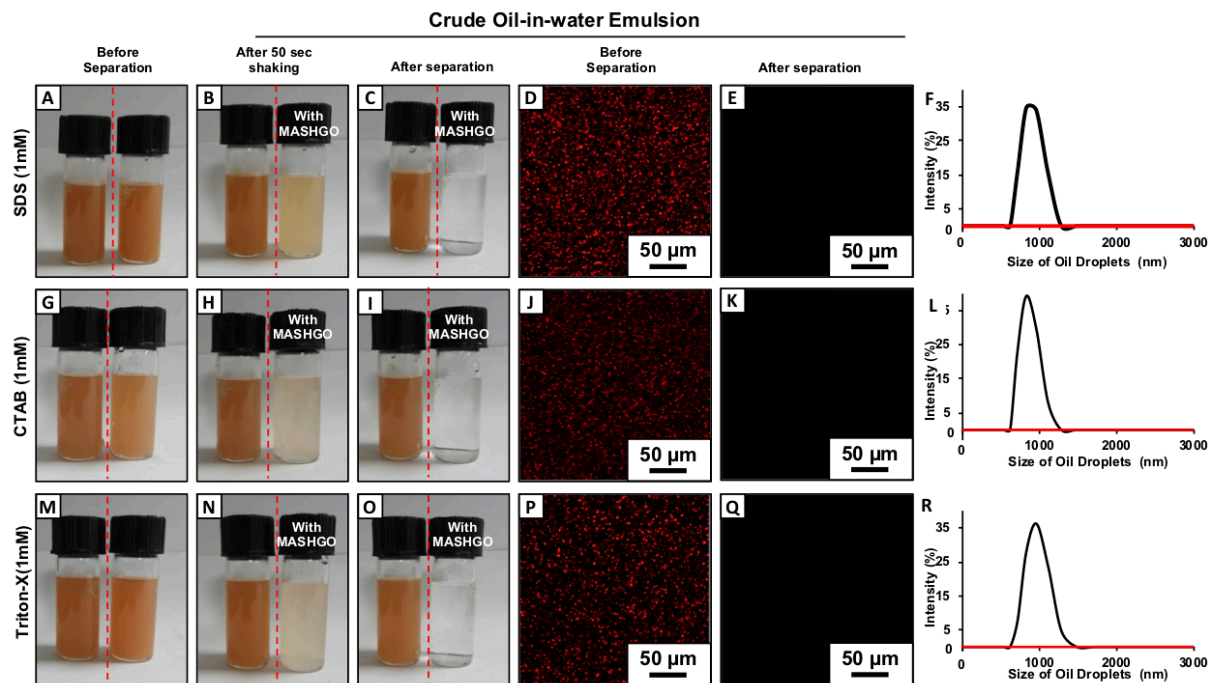 Crude Oil-in-water Emulsion
Before
Separation
After 50 sec
shaking
After separation
Before
Separation
After separation
SDS (1mM)
A
B
With
MASHGO
C
With
MASHGO
D
50 µm
E
50 µm
F
Intensity (%)
35
25
15
5
0
0
1000
2000
3000
Size of Oil Droplets (nm)
CTAB (1mM)
G
H
With
MASHGO
I
With
MASHGO
J
50 µm
K
50 µm
L
Intensity (%)
25
15
5
0
0
1000
2000
3000
Size of Oil Droplets (nm)
Triton-X(1mM)
M
N
With
MASHGO
O
With
MASHGO
P
50 µm
Q
50 µm
R
Intensity (%)
35
25
15
5
0
0
1000
2000
3000
Size of Oil Droplets (nm)